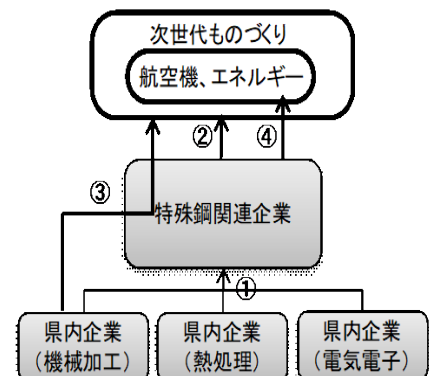 次世代ものづくり
航空機、エネルギー
② ④
③
特殊鋼関連企業
①
県内企業
（機械加工）
県内企業
（熱処理）
県内企業
（電気電子）